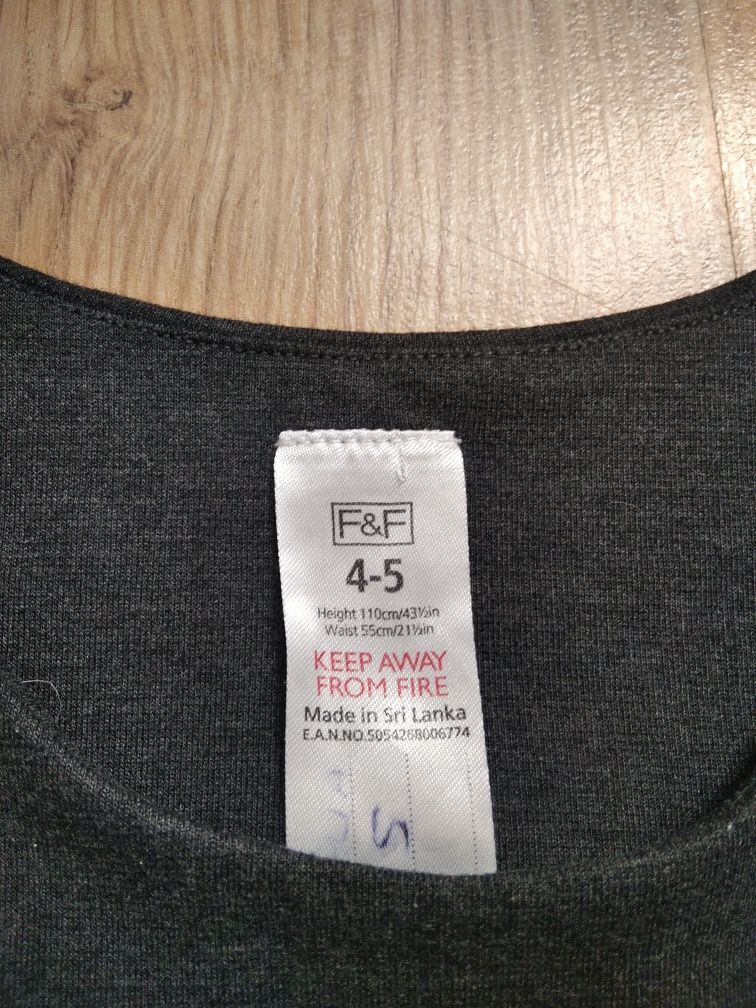 F&F
4-5
Height 110cm/43½in
Waist 55cm/21½in
KEEP AWAY
FROM FIRE
Made in Sri Lanka
E.A.N.NO.5054268006774